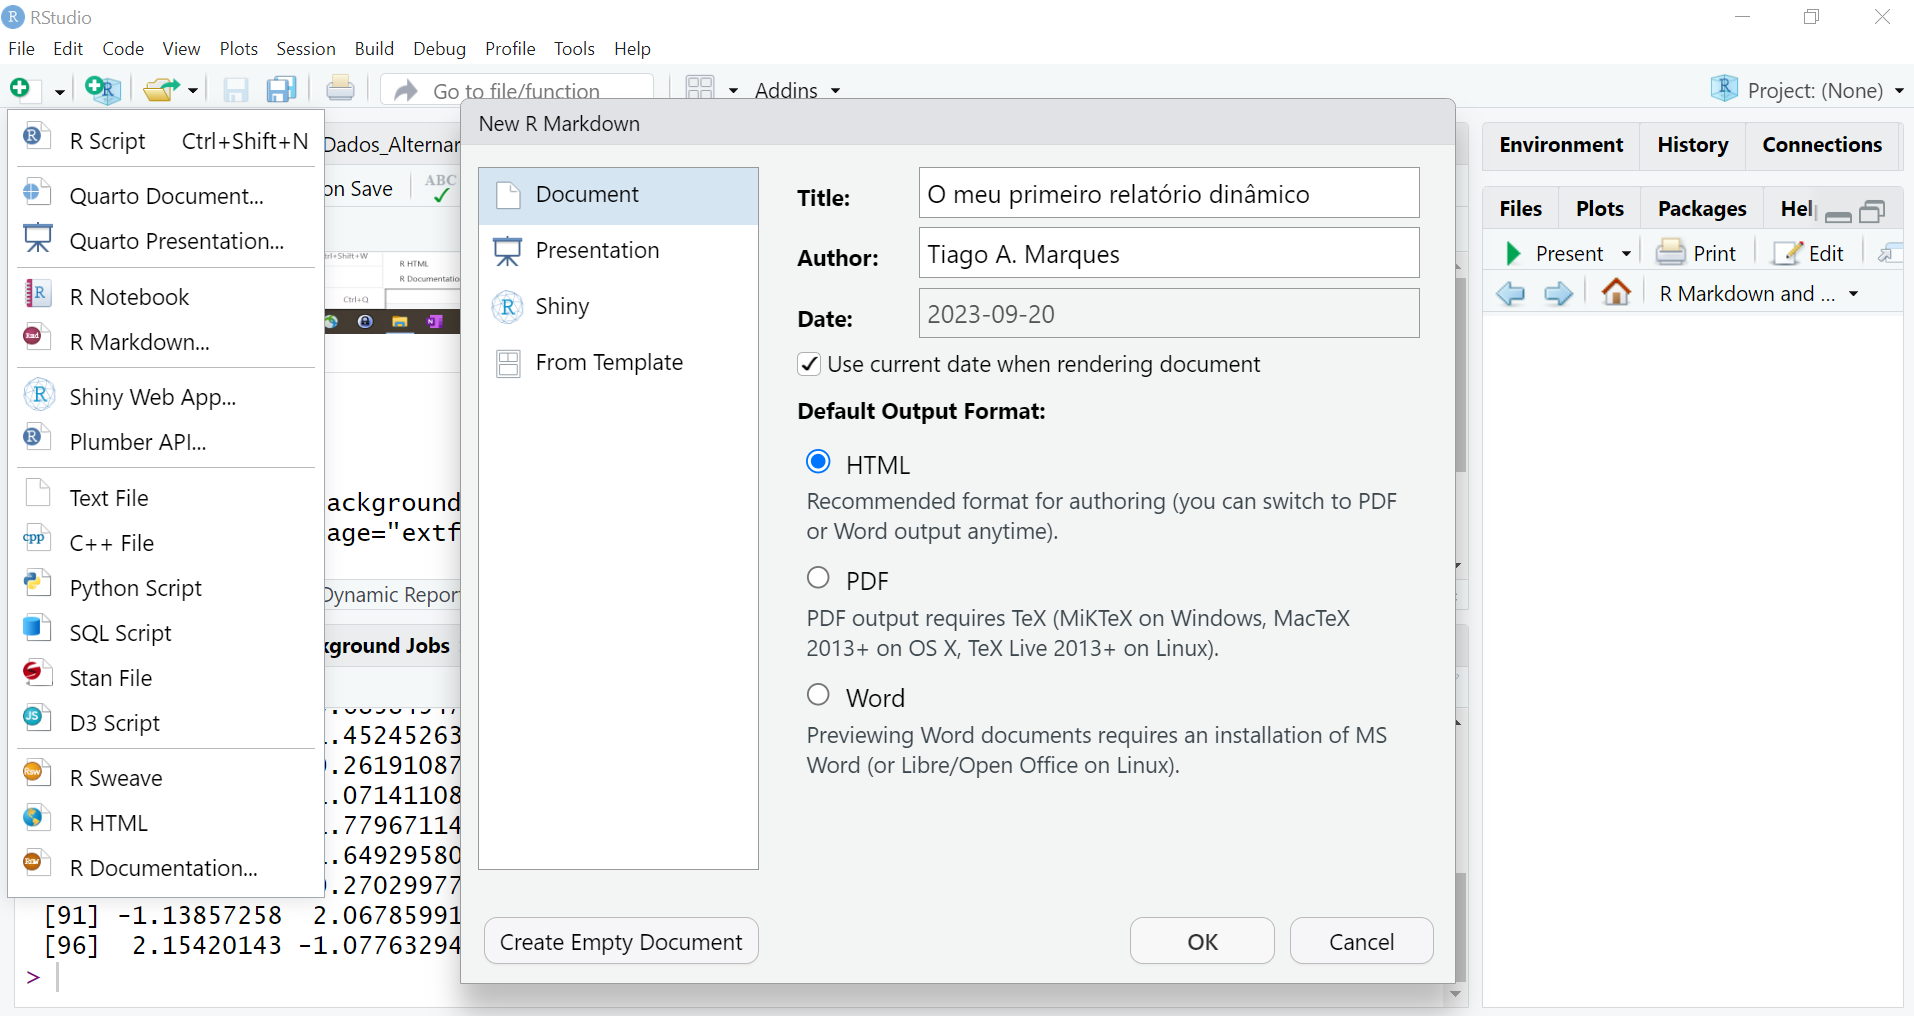 RStudio
File Edit Code View Plots Session Build Debug Profile Tools Help
Go to file/function
Addins
Project: (None)
R Script Ctrl+Shift+N
Quarto Document...
Quarto Presentation...
R Notebook
R Markdown...
Shiny Web App...
Plumber API...
Text File
C++ File
Python Script
SQL Script
Stan File
D3 Script
R Sweave
R HTML
R Documentation...
Dados_Alternar
on Save
ABC
R HTML
R Documentatio
Ctrl+Q
ackground
age="extf
Dynamic Repor
kground Jobs
.45245263
.26191087
.07141108
.77967114
.64929580
.27029977
[91] -1.13857258 2.06785991
[96] 2.15420143 -1.07763294
>
New R Markdown
Document
Presentation
Shiny
From Template
Title: O meu primeiro relatório dinâmico
Author: Tiago A. Marques
Date: 2023-09-20
Use current date when rendering document
Default Output Format:
HTML
Recommended format for authoring (you can switch to PDF
or Word output anytime).
PDF
PDF output requires TeX (MiKTeX on Windows, MacTeX
2013+ on OS X, TeX Live 2013+ on Linux).
Word
Previewing Word documents requires an installation of MS
Word (or Libre/Open Office on Linux).
Create Empty Document OK Cancel
Environment History Connections
Files Plots Packages Hel
Present Print Edit
R Markdown and ...